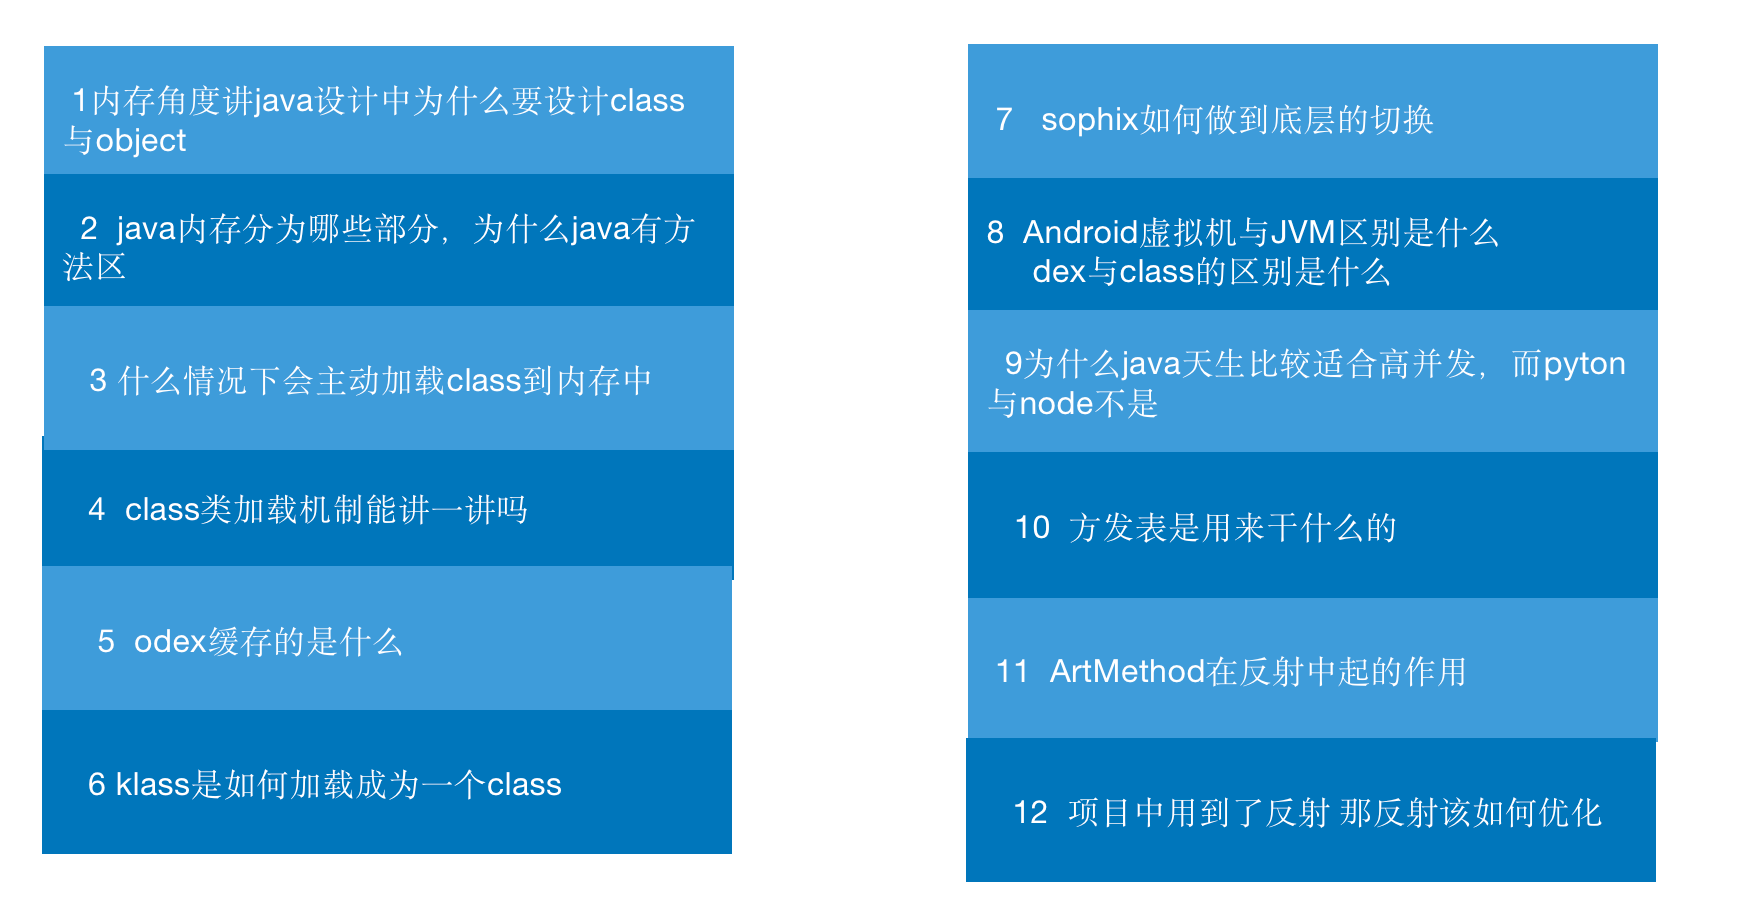 1内存角度讲java设计中为什么要设计class
与object
2 java内存分为哪些部分，为什么java有方
法区
3 什么情况下会主动加载class到内存中
4 class类加载机制能讲一讲吗
5 odex缓存的是什么
6 klass是如何加载成为一个class
7 sophix如何做到底层的切换
8 Android虚拟机与JVM区别是什么
dex与class的区别是什么
9为什么java天生比较适合高并发，而pyton
与node不是
10 方发表是用来干什么的
11 ArtMethod在反射中起的作用
12 项目中用到了反射 那反射该如何优化